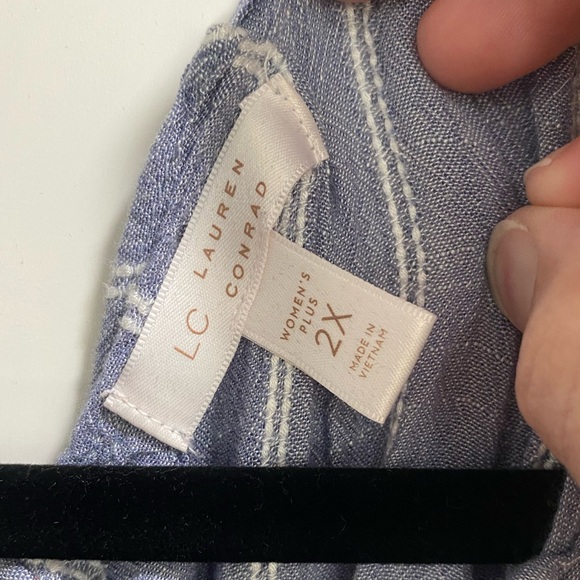 LC
LAUREN
CONRAD
WOMEN'S
PLUS
2X
MADE IN
VIETNAM